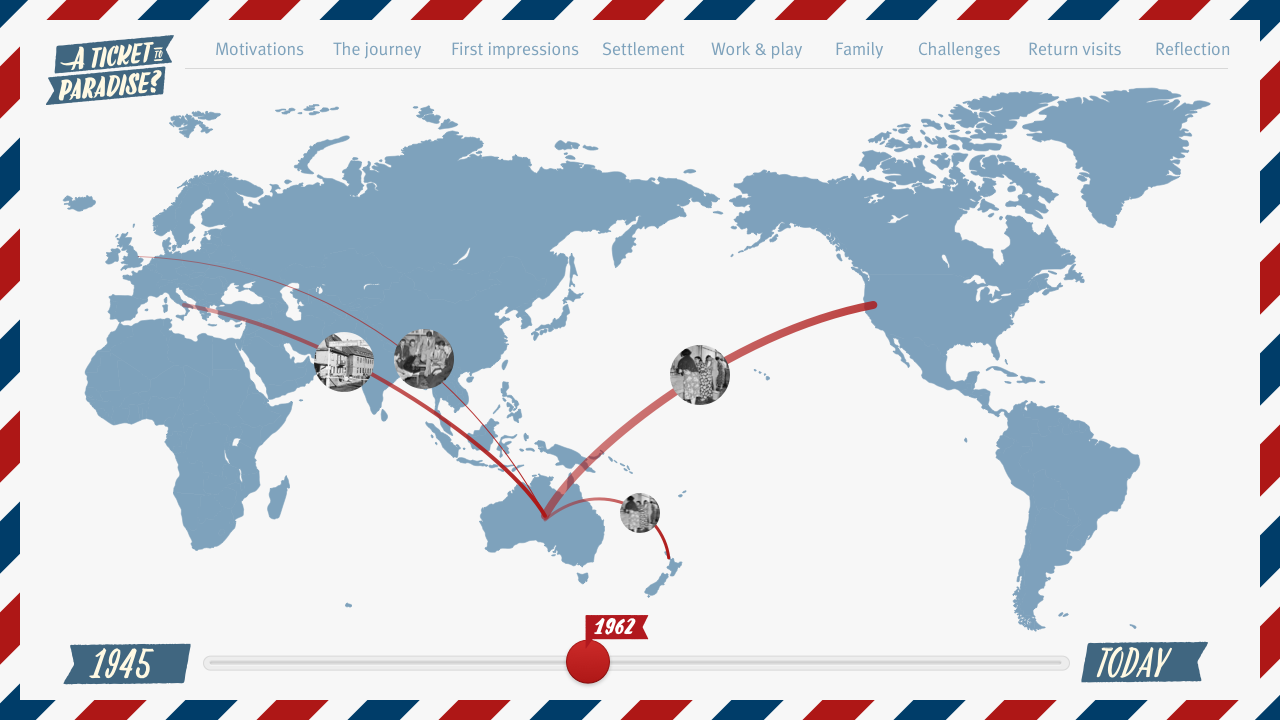 A TICKET TO
PARADISE?
Motivations The journey First impressions Settlement Work & play Family Challenges Return visits Reflection
1962
1945
TODAY